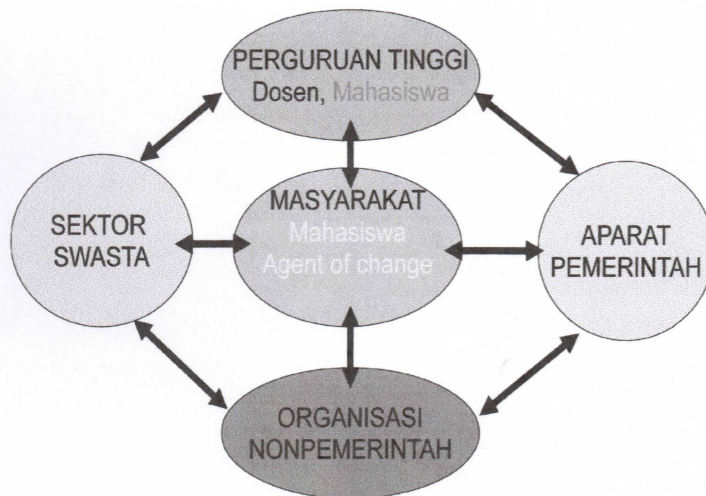 PERGURUAN TINGGI
Dosen, Mahasiswa
SEKTOR
SWASTA
MASYARAKAT
Mahasiswa
Agent of change
APARAT
PEMERINTAH
ORGANISASI
NONPEMERINTAH